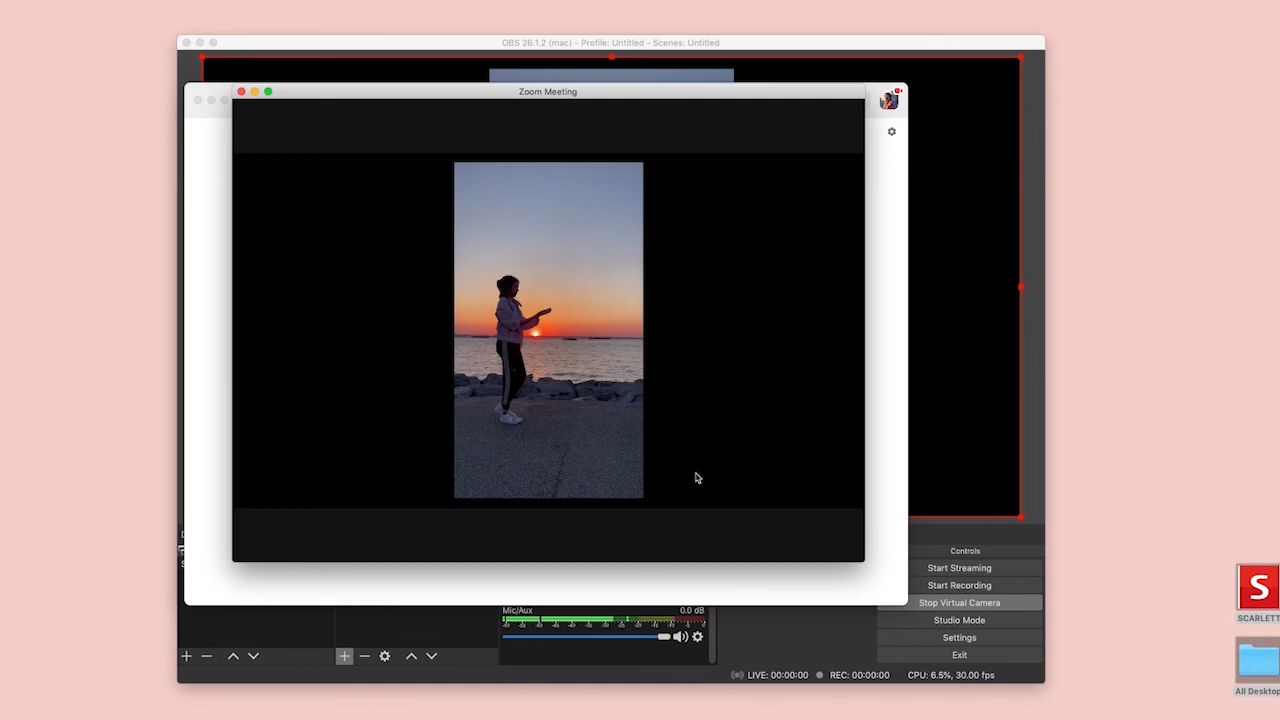 OBS 26.1.2 (mac) - Profile: Untitled - Scenes: Untitled
Zoom Meeting
Controls
Start Streaming
Start Recording
Stop Virtual Camera
Mic/Aux
0.0 dB
Studio Mode
Settings
Exit
LIVE: 00:00:00
REC: 00:00:00
CPU: 6.5%, 30.00 fps
S
SCARLETT
All Desktop